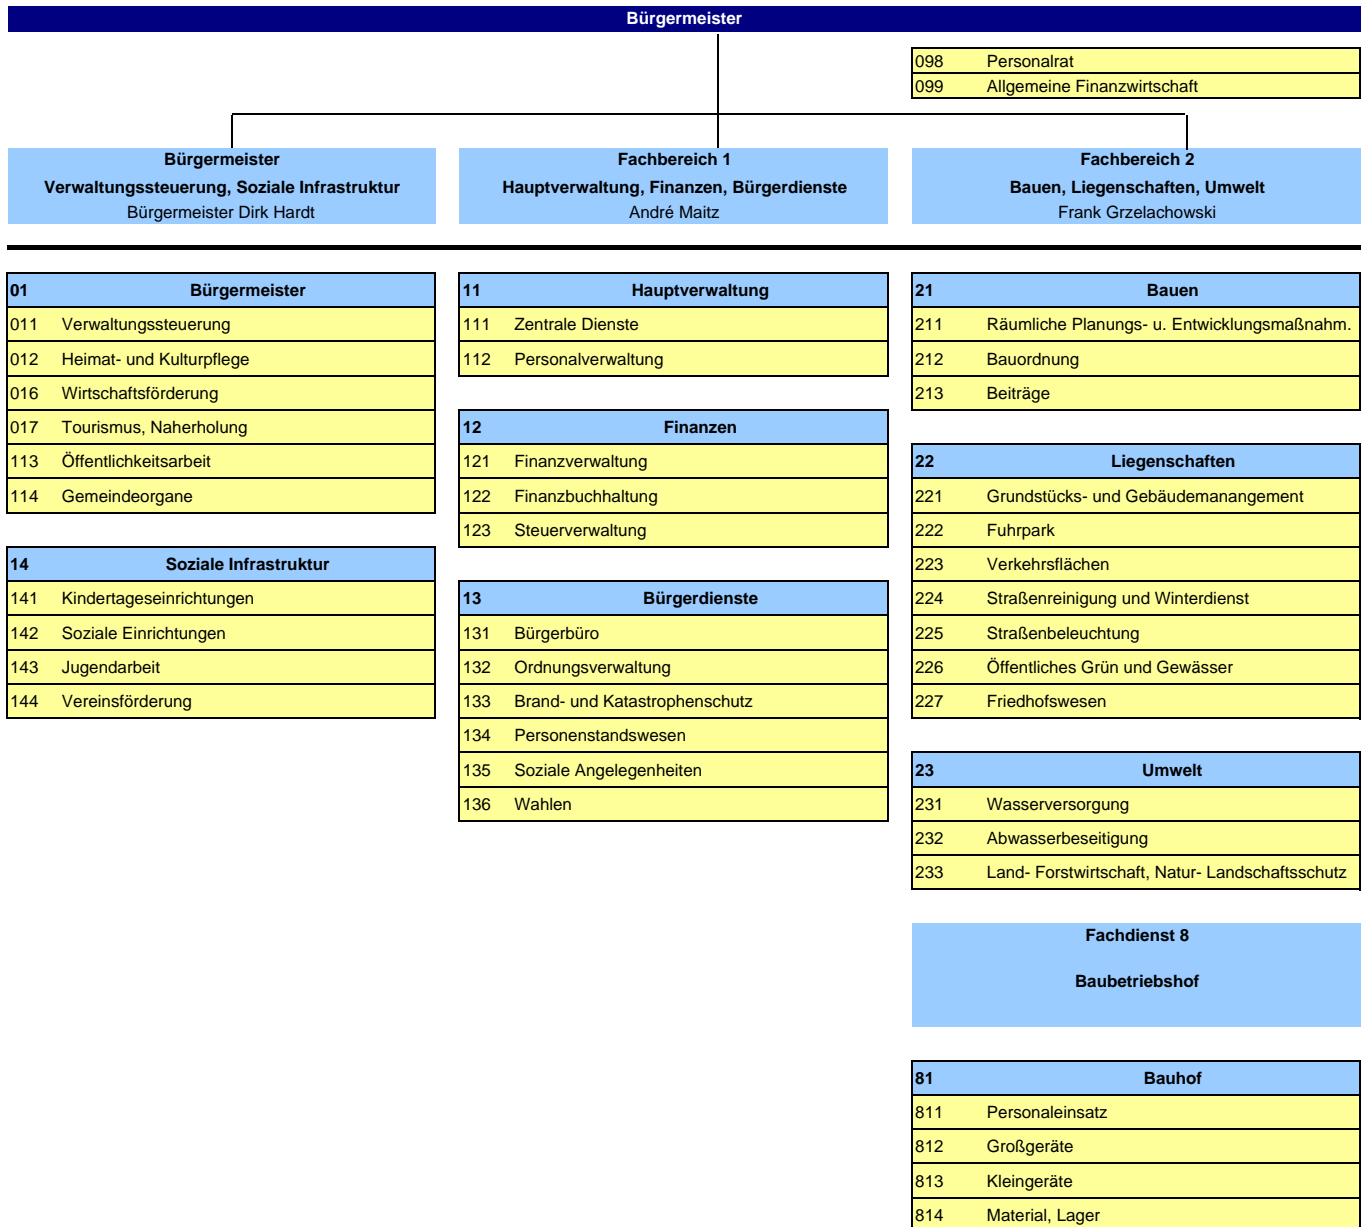 Bürgermeister
098 Personalrat
099 Allgemeine Finanzwirtschaft
Bürgermeister
Verwaltungssteuerung, Soziale Infrastruktur
Bürgermeister Dirk Hardt
Fachbereich 1
Hauptverwaltung, Finanzen, Bürgerdienste
André Maitz
Fachbereich 2
Bauen, Liegenschaften, Umwelt
Frank Grzelachowski
01 Bürgermeister
011 Verwaltungssteuerung
012 Heimat- und Kulturpflege
016 Wirtschaftsförderung
017 Tourismus, Naherholung
113 Öffentlichkeitsarbeit
114 Gemeindeorgane
14 Soziale Infrastruktur
141 Kindertageseinrichtungen
142 Soziale Einrichtungen
143 Jugendarbeit
144 Vereinsförderung
11 Hauptverwaltung
111 Zentrale Dienste
112 Personalverwaltung
12 Finanzen
121 Finanzverwaltung
122 Finanzbuchhaltung
123 Steuerverwaltung
13 Bürgerdienste
131 Bürgerbüro
132 Ordnungsverwaltung
133 Brand- und Katastrophenschutz
134 Personenstandswesen
135 Soziale Angelegenheiten
136 Wahlen
21 Bauen
211 Räumliche Planungs- u. Entwicklungsmaßnahm.
212 Bauordnung
213 Beiträge
22 Liegenschaften
221 Grundstücks- und Gebäudemanangement
222 Fuhrpark
223 Verkehrsflächen
224 Straßenreinigung und Winterdienst
225 Straßenbeleuchtung
226 Öffentliches Grün und Gewässer
227 Friedhofswesen
23 Umwelt
231 Wasserversorgung
232 Abwasserbeseitigung
233 Land- Forstwirtschaft, Natur- Landschaftsschutz
Fachdienst 8
Baubetriebshof
81 Bauhof
811 Personaleinsatz
812 Großgeräte
813 Kleingeräte
814 Material, Lager